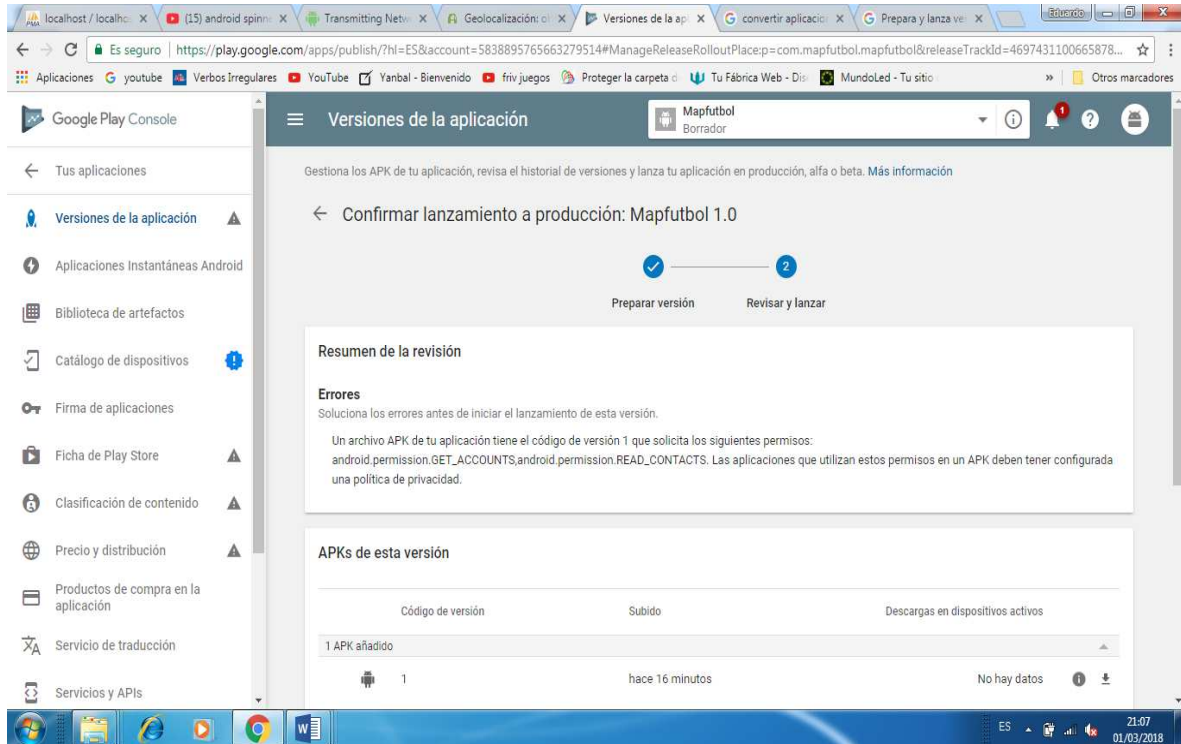 localhost / localhos
(15) android spinne
Transmitting Netwo
Geolocalización: o
Versiones de la ap
convertir aplicacio
Prepara y lanza ve
Eduardo
Es seguro https://play.google.com/apps/publish/?hl=ES&account=5838895765663279514#ManageReleaseRolloutPlace:p=com.mapfutbol.mapfutbol&releaseTrackId=4697431100665878...
Aplicaciones
youtube
Verbos Irregulares
YouTube
Yanbal - Bienvenido
friv juegos
Proteger la carpeta d
Tu Fábrica Web - Dis
MundoLed - Tu sitio
»
Otros marcadores
Google Play Console
Versiones de la aplicación
Mapfutbol
Borrador
1
Tus aplicaciones
Versiones de la aplicación
Aplicaciones Instantáneas Android
Biblioteca de artefactos
Catálogo de dispositivos
Firma de aplicaciones
Ficha de Play Store
Clasificación de contenido
Precio y distribución
Productos de compra en la
aplicación
Servicio de traducción
Servicios y APIs
Gestiona los APK de tu aplicación, revisa el historial de versiones y lanza tu aplicación en producción, alfa o beta. Más información
Confirmar lanzamiento a producción: Mapfutbol 1.0
2
Preparar versión
Revisar y lanzar
Resumen de la revisión
Errores
Soluciona los errores antes de iniciar el lanzamiento de esta versión.
Un archivo APK de tu aplicación tiene el código de versión 1 que solicita los siguientes permisos:
android.permission.GET_ACCOUNTS,android.permission.READ_CONTACTS. Las aplicaciones que utilizan estos permisos en un APK deben tener configurada
una política de privacidad.
APKs de esta versión
Código de versión
Subido
Descargas en dispositivos activos
1 APK añadido
1
hace 16 minutos
No hay datos
ES
21:07
01/03/2018